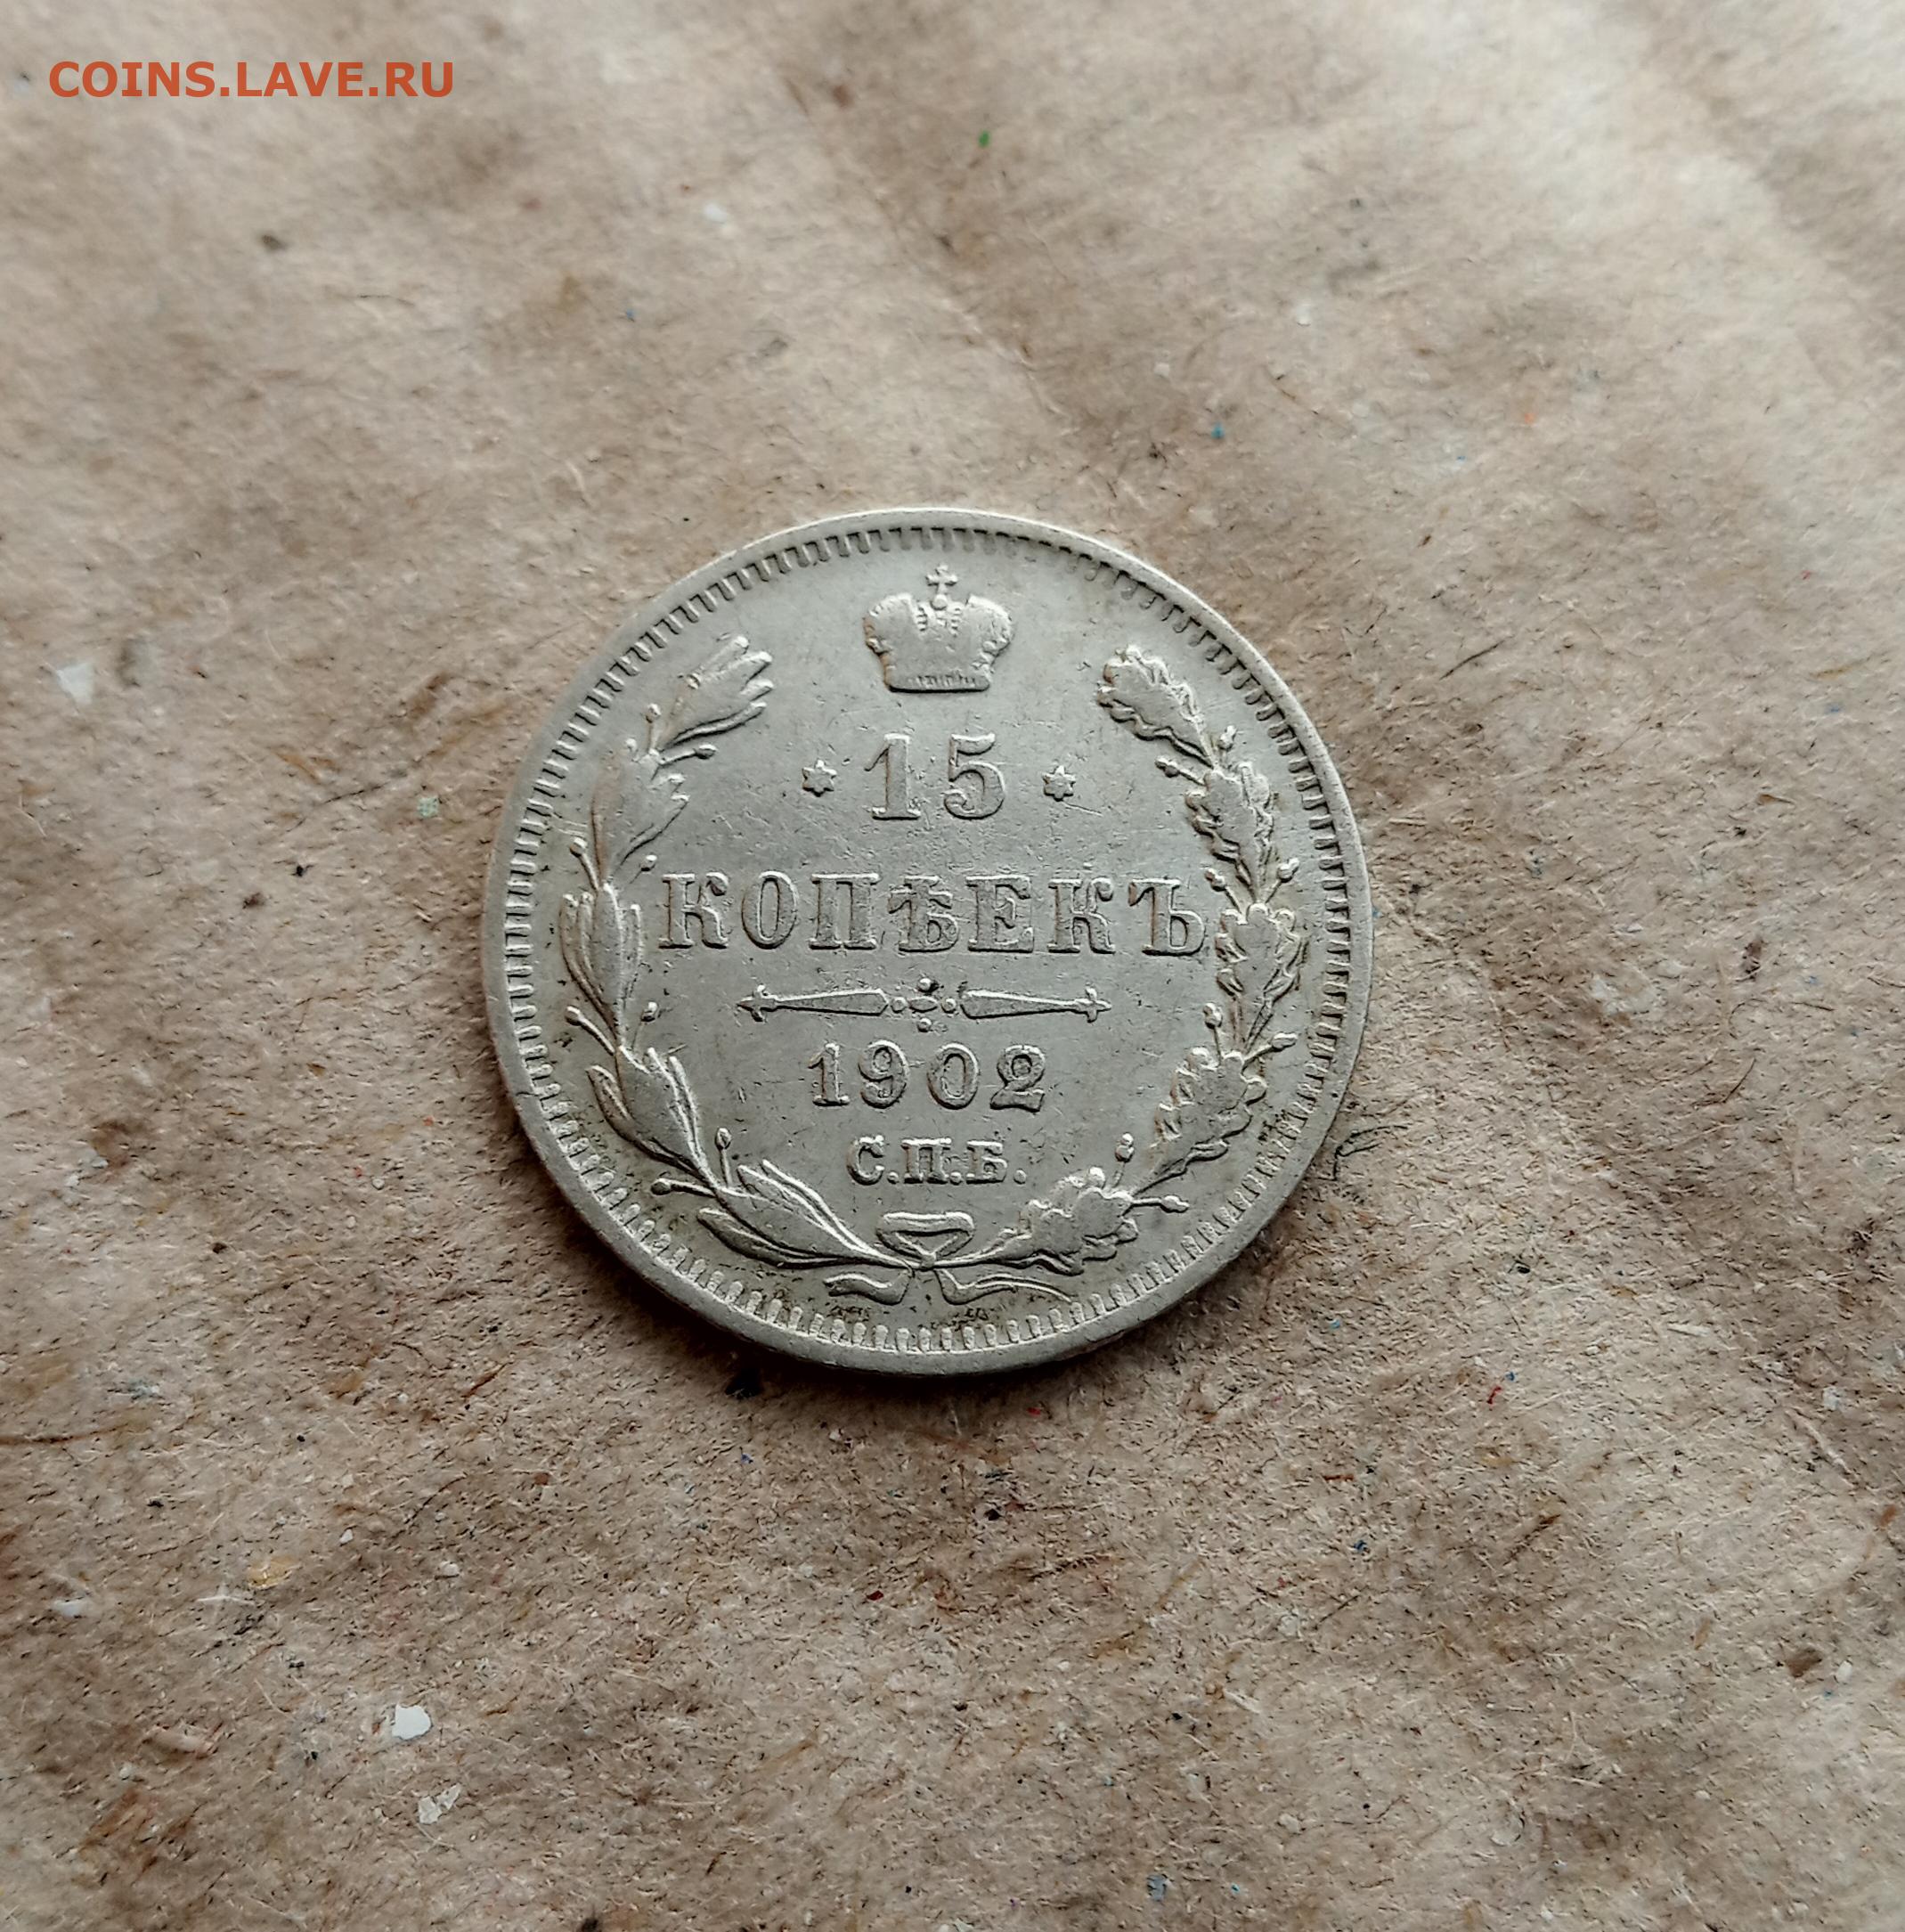 COINS.LAVE.RU
* 15 *
КОПѢЕКЪ
1902
С.П.Б.